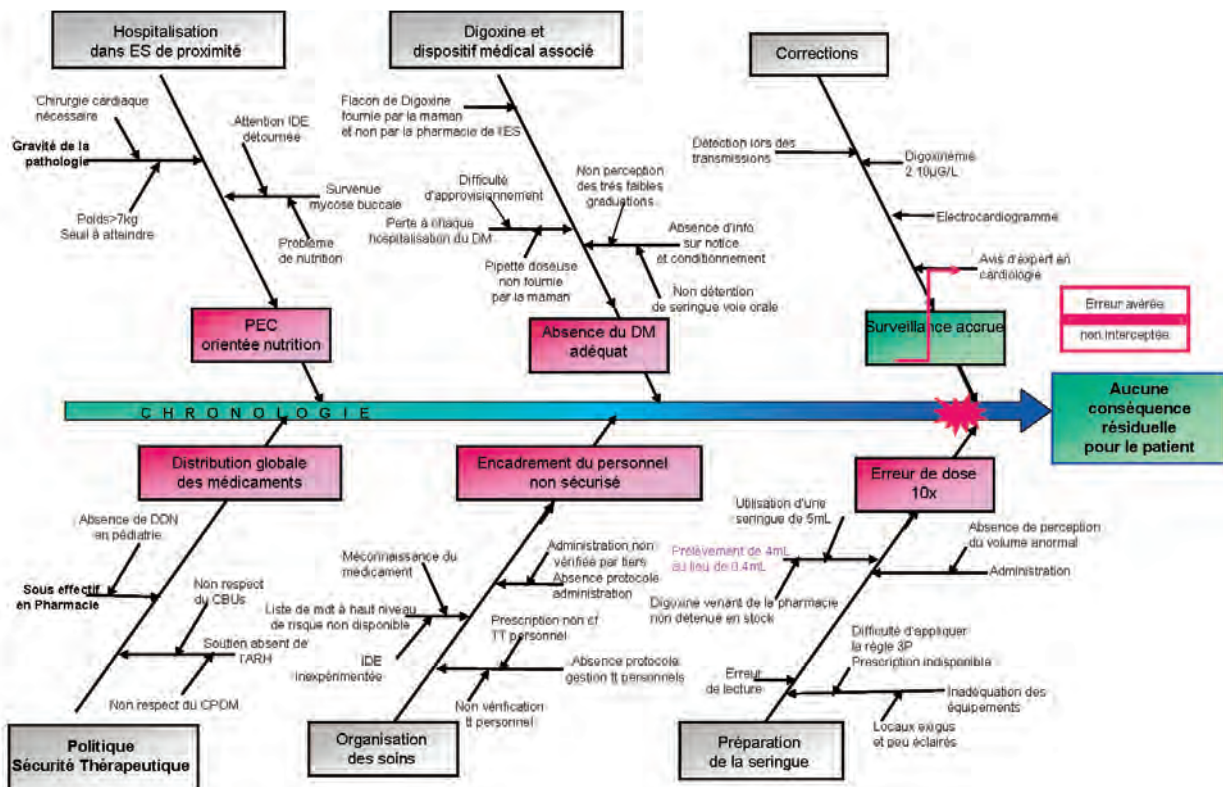 Hospitalisation
dans ES de proximité
Digoxine et
dispositif médical associé
Corrections
Chirurgie cardiaque
nécessaire
Gravité de la
pathologie
Poids>7kg
Seuil à atteindre
Attention IDE
détournée
Survenue
mycose buccale
Problème
de nutrition
Flacon de Digoxine
fournie par la maman
et non par la pharmacie de l'ES
Difficulté
d'approvisionnement
Perte à chaque
hospitalisation du DM
Pipette doseuse
non fournie
par la maman
Non perception
des très faibles
graduations
Absence d'info
sur notice
et conditionnement
Non détention
de seringue voie orale
Détection lors des
transmissions
Digoxinémie
2.10µG/L
Electrocardiogramme
Avis d'expert en
cardiologie
PEC
orientée nutrition
Absence du DM
adéquat
Surveillance accrue
Erreur avérée
non interceptée
CHRONOLOGIE
Aucune
conséquence
résiduelle
pour le patient
Distribution globale
des médicaments
Encadrement du personnel
non sécurisé
Erreur de dose
10x
Absence de DDN
en pédiatrie
Sous effectif
en Pharmacie
Non respect
du CBUs
Soutien absent de
l'ARH
Non respect du CPOM
Méconnaissance du
médicament
Liste de mdt à haut niveau
de risque non disponible
IDE
inexpérimentée
Administration non
vérifiée par tiers
Absence protocole
administration
Prescription non cf
TT personnel
Absence protocole
gestion tt personnels
Non vérification
tt personnel
Utilisation d'une
seringue de 5mL
Prélèvement de 4mL
au lieu de 0.4mL
Digoxine venant de la pharmacie
non détenue en stock
Absence de perception
du volume anormal
Administration
Erreur
de lecture
Difficulté d'appliquer
la règle 3P
Prescription indisponible
Inadéquation des
équipements
Locaux exigus
et peu éclairés
Politique
Sécurité Thérapeutique
Organisation
des soins
Préparation
de la seringue